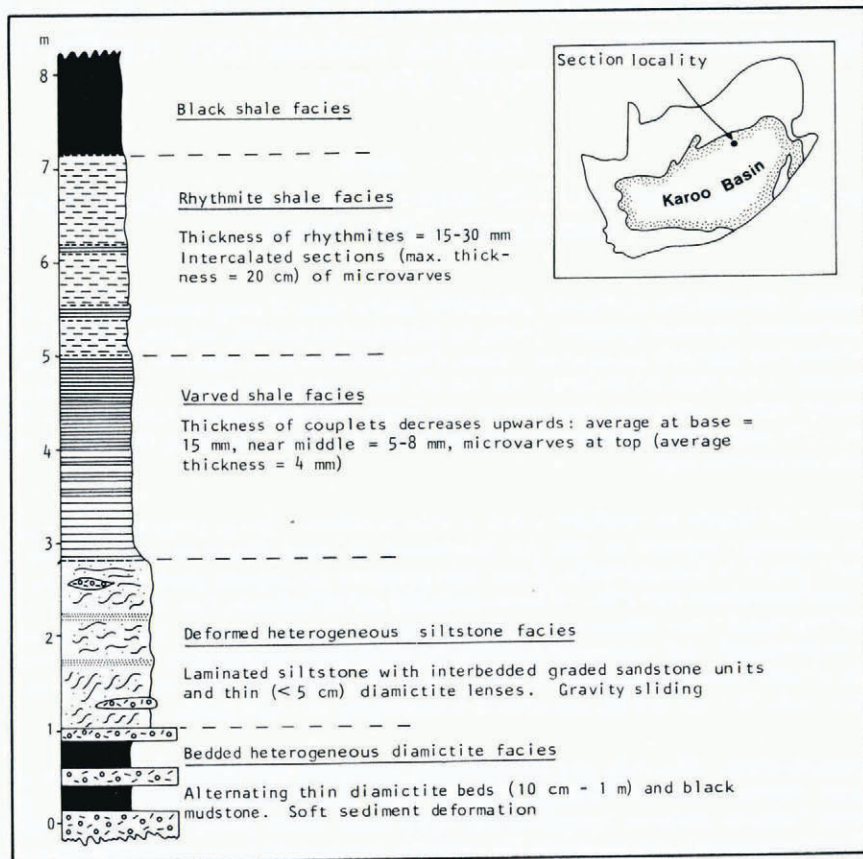 m
8
7
6
5
4
3
2
1
0
Section locality
Karoo Basin
Black shale facies
Rhythmite shale facies
Thickness of rhythmites = 15-30 mm
Intercalated sections (max. thick-
ness = 20 cm) of microvarves
Varved shale facies
Thickness of couplets decreases upwards: average at base =
15 mm, near middle = 5-8 mm, microvarves at top (average
thickness = 4 mm)
Deformed heterogeneous siltstone facies
Laminated siltstone with interbedded graded sandstone units
and thin (< 5 cm) diamictite lenses. Gravity sliding
Bedded heterogeneous diamictite facies
Alternating thin diamictite beds (10 cm - 1 m) and black
mudstone. Soft sediment deformation